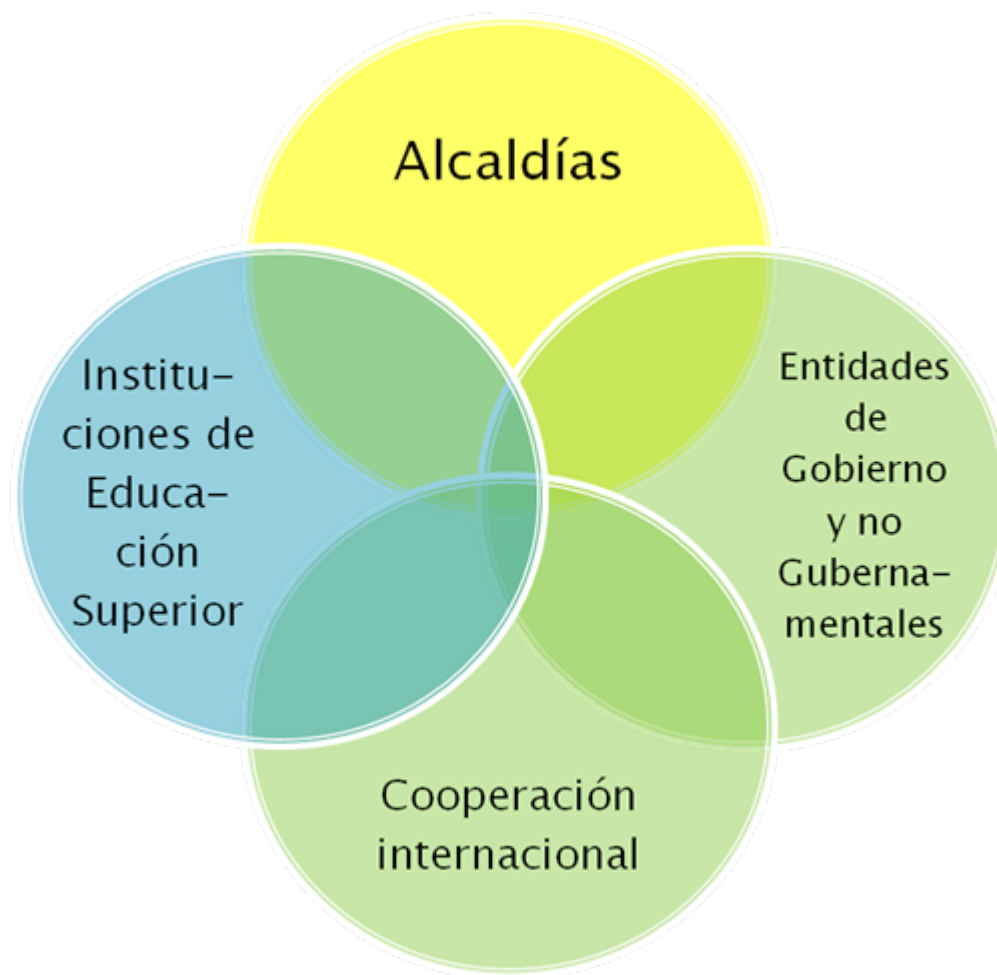 Alcaldías
Institu–
ciones de
Educa–
ción
Superior
Entidades
de
Gobierno
y no
Guberna–
mentales
Cooperación
internacional